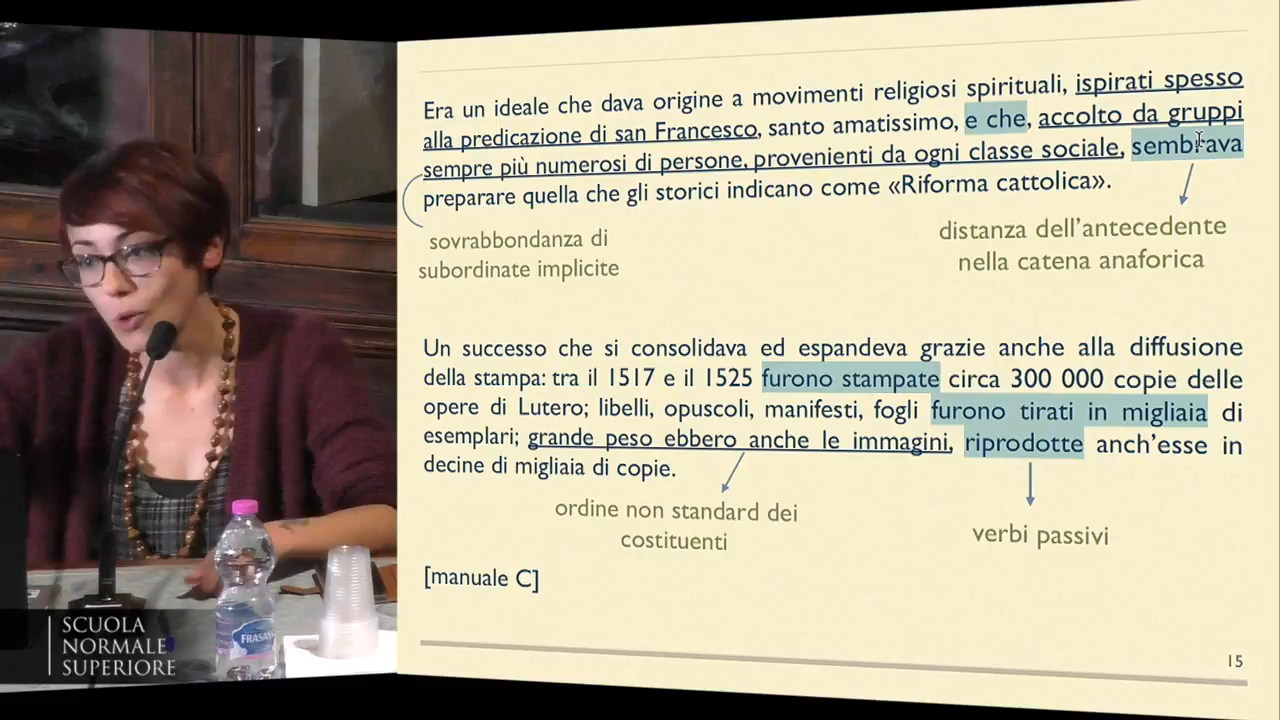 Era un ideale che dava origine a movimenti religiosi spirituali, ispirati spesso
alla predicazione di san Francesco, santo amatissimo, e che, accolto da gruppi
sempre più numerosi di persone, provenienti da ogni classe sociale, sembrava
preparare quella che gli storici indicano come «Riforma cattolica».
sovrabbondanza di
subordinate implicite
distanza dell'antecedente
nella catena anaforica
Un successo che si consolidava ed espandeva grazie anche alla diffusione
della stampa: tra il 1517 e il 1525 furono stampate circa 300 000 copie delle
opere di Lutero; libelli, opuscoli, manifesti, fogli furono tirati in migliaia di
esemplari; grande peso ebbero anche le immagini, riprodotte anch'esse in
decine di migliaia di copie.
ordine non standard dei
costituenti
verbi passivi
[manuale C]
15
SCUOLA
NORMALE
SUPERIORE